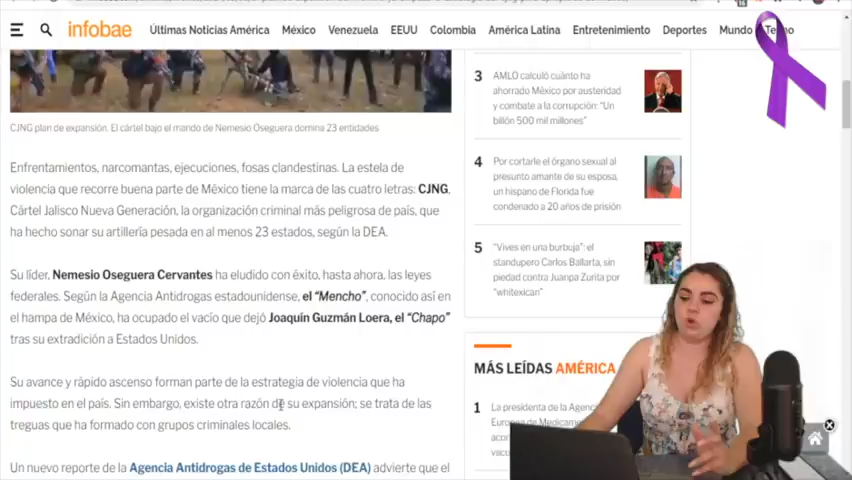 infobae
Últimas Noticias América México Venezuela EEUU Colombia América Latina Entretenimiento Deportes Mundo
CJNG plan de expansión. El cártel bajo el mando de Nemesio Oseguera domina 23 entidades
Enfrentamientos, narcomantas, ejecuciones, fosas clandestinas. La estela de
violencia que recorre buena parte de México tiene la marca de las cuatro letras: CJNG,
Cártel Jalisco Nueva Generación, la organización criminal más peligrosa de país, que
ha hecho sonar su artillería pesada en al menos 23 estados, según la DEA.
Su líder, Nemesio Oseguera Cervantes ha eludido con éxito, hasta ahora, las leyes
federales. Según la Agencia Antidrogas estadounidense, el "Mencho", conocido así en
el hampa de México, ha ocupado el vacío que dejó Joaquín Guzmán Loera, el "Chapo"
tras su extradición a Estados Unidos.
Su avance y rápido ascenso forman parte de la estrategia de violencia que ha
impuesto en el país. Sin embargo, existe otra razón de su expansión; se trata de las
treguas que ha formado con grupos criminales locales.
Un nuevo reporte de la Agencia Antidrogas de Estados Unidos (DEA) advierte que el
3 AMLO calculó cuánto ha
ahorrado México por austeridad
y combate a la corrupción: "Un
billón 500 mil millones"
4 Por cortarle el órgano sexual al
presunto amante de su esposa,
un hispano de Florida fue
condenado a 20 años de prisión
5 "Vives en una burbuja": el
standupero Carlos Ballarta, sin
piedad contra Juanpa Zurita por
"whitexican"
MÁS LEÍDAS AMÉRICA
1 La presidenta de la Agenc
Europea de Medicame